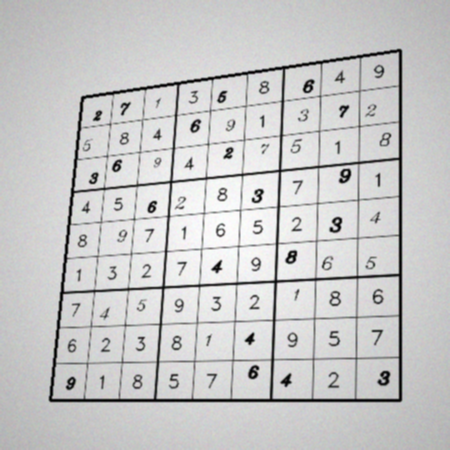 2 7 1 3 5 8 6 4 9
5 8 4 6 9 1 3 7 2
3 6 9 4 2 7 5 1 8
4 5 6 2 8 3 7 9 1
8 9 7 1 6 5 2 3 4
1 3 2 7 4 9 8 6 5
7 4 5 9 3 2 1 8 6
6 2 3 8 1 4 9 5 7
9 1 8 5 7 6 4 2 3